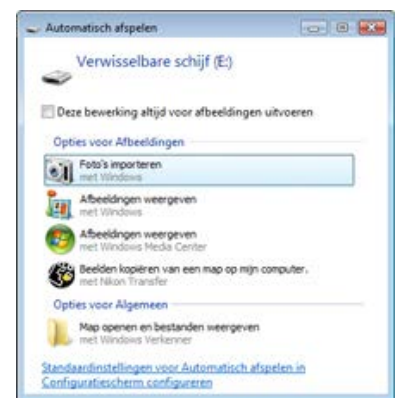 Automatisch afspelen
Verwisselbare schijf (E:)
Deze bewerking altijd voor afbeeldingen uitvoeren
Opties voor Afbeeldingen
Foto's importeren
met Windows
Afbeeldingen weergeven
met Windows
Afbeeldingen weergeven
met Windows Media Center
Beelden kopiëren van een map op mijn computer.
met Nikon Transfer
Opties voor Algemeen
Map openen en bestanden weergeven
met Windows Verkenner
Standaardinstellingen voor Automatisch afspelen in
Configuratiescherm configureren